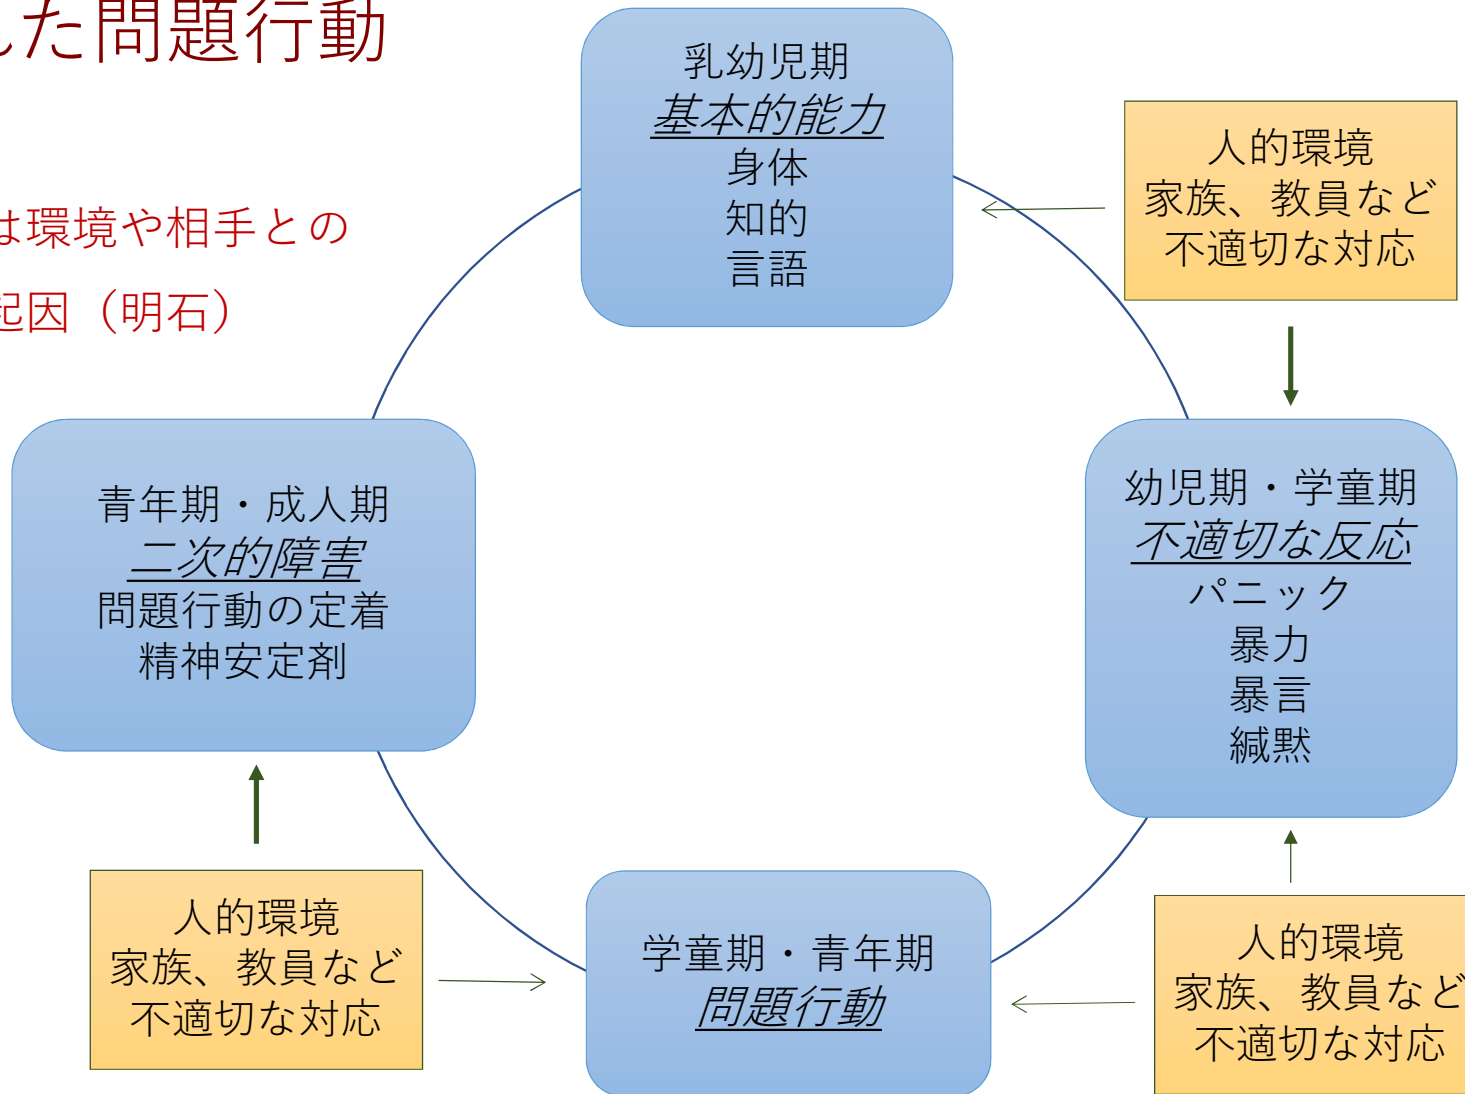 た問題行動
は環境や相手との
起因（明石）
乳幼児期
基本的能力
身体
知的
言語
人的環境
家族、教員など
不適切な対応
青年期・成人期
二次的障害
問題行動の定着
精神安定剤
幼児期・学童期
不適切な反応
パニック
暴力
暴言
緘黙
人的環境
家族、教員など
不適切な対応
学童期・青年期
問題行動
人的環境
家族、教員など
不適切な対応